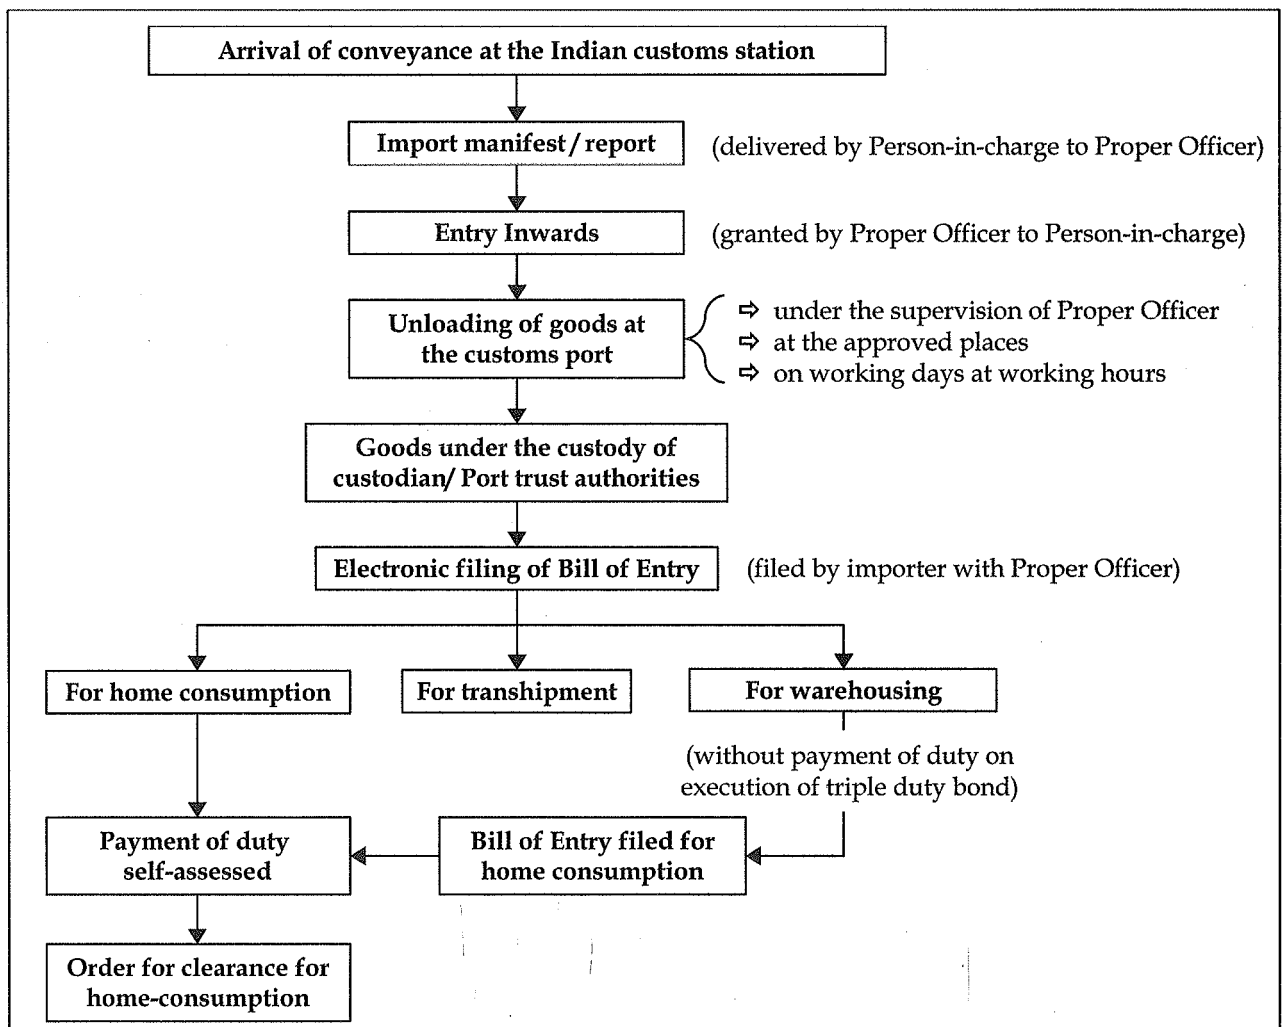 Arrival of conveyance at the Indian customs station
Import manifest / report
(delivered by Person-in-charge to Proper Officer)
Entry Inwards
(granted by Proper Officer to Person-in-charge)
Unloading of goods at
the customs port
⇨ under the supervision of Proper Officer
⇨ at the approved places
⇨ on working days at working hours
Goods under the custody of
custodian/ Port trust authorities
Electronic filing of Bill of Entry
(filed by importer with Proper Officer)
For home consumption
For transhipment
For warehousing
(without payment of duty on
execution of triple duty bond)
Payment of duty
self-assessed
Bill of Entry filed for
home consumption
Order for clearance for
home-consumption